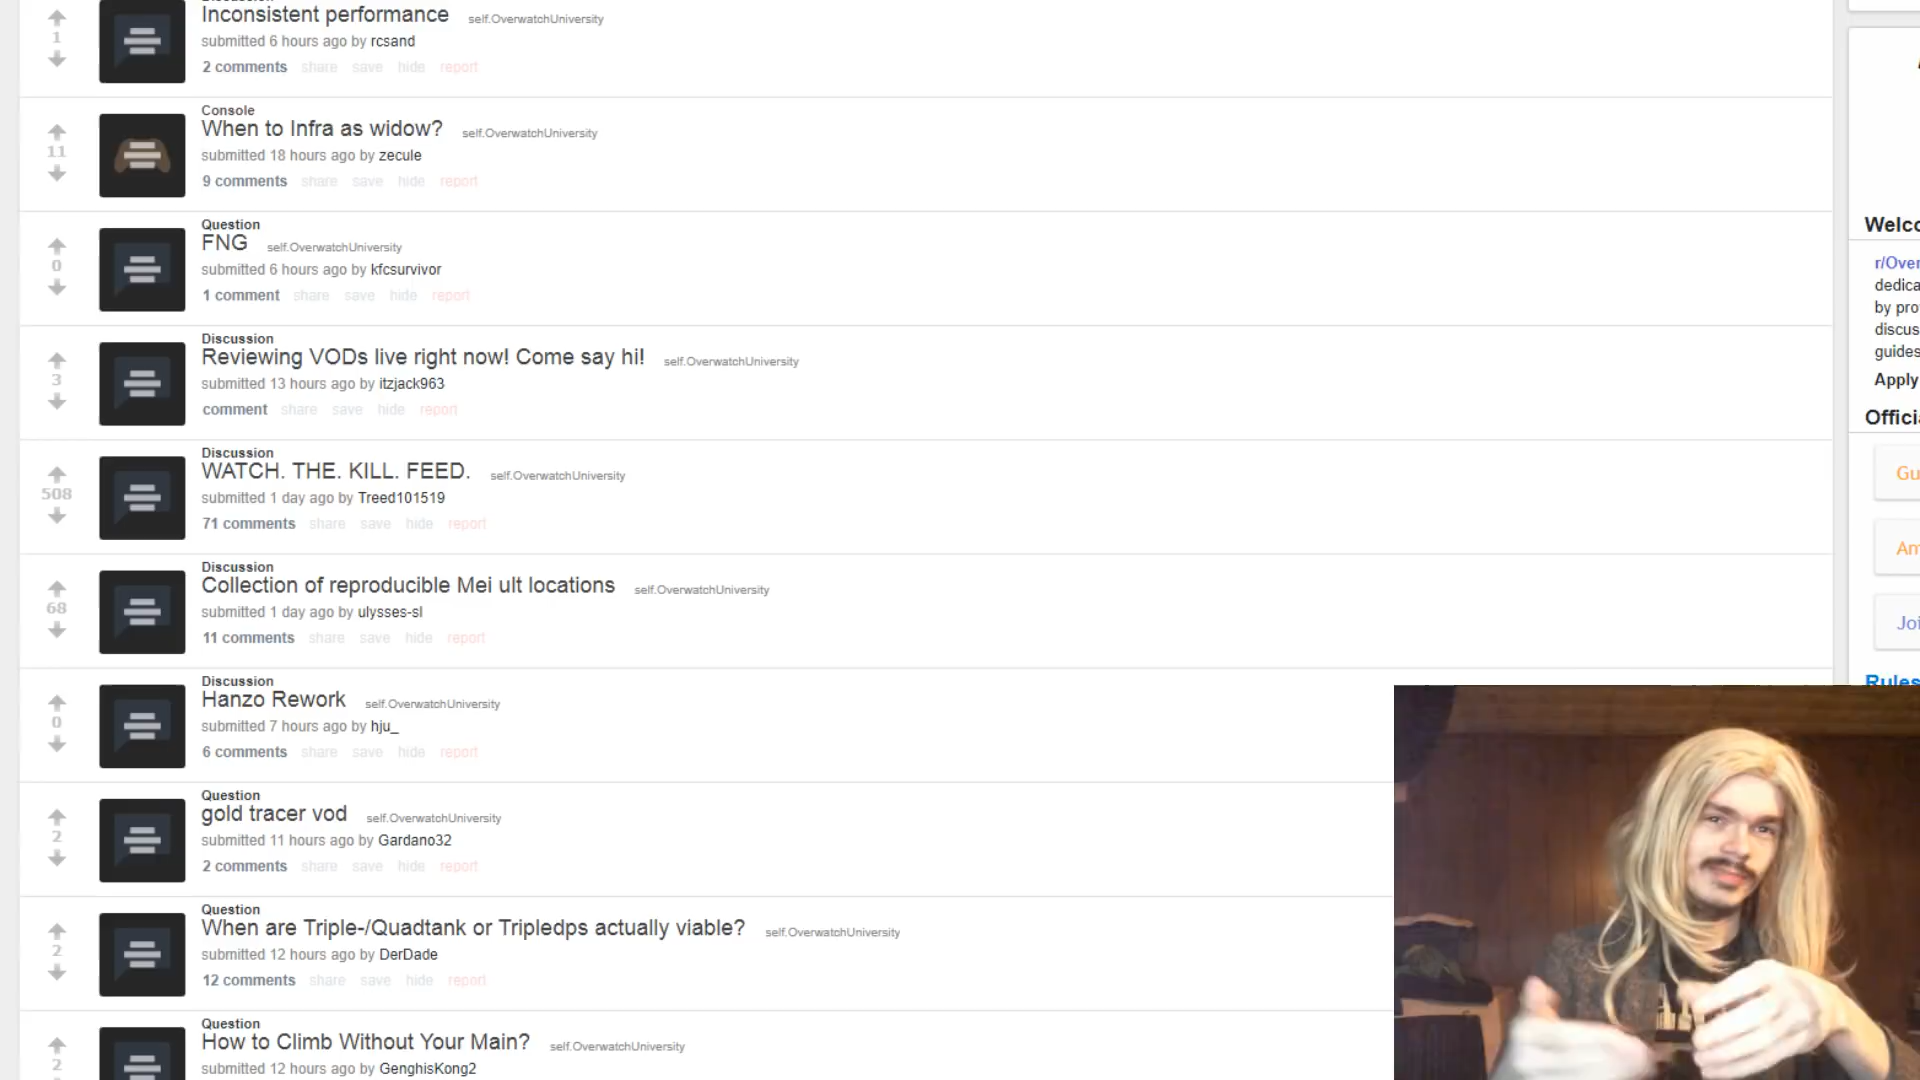 Inconsistent performance self.OverwatchUniversity
1
submitted 6 hours ago by rcsand
2 comments share save hide report
Console
When to Infra as widow? self.OverwatchUniversity
11
submitted 18 hours ago by zecule
9 comments share save hide report
Question
FNG self.OverwatchUniversity
0
submitted 6 hours ago by kfcsurvivor
1 comment share save hide report
Discussion
Reviewing VODs live right now! Come say hi! self.OverwatchUniversity
3
submitted 13 hours ago by itzjack963
comment share save hide report
Discussion
WATCH. THE. KILL. FEED. self.OverwatchUniversity
508
submitted 1 day ago by Treed101519
71 comments share save hide report
Discussion
Collection of reproducible Mei ult locations self.OverwatchUniversity
68
submitted 1 day ago by ulysses-sl
11 comments share save hide report
Discussion
Hanzo Rework self.OverwatchUniversity
0
submitted 7 hours ago by hju_
6 comments share save hide report
Question
gold tracer vod self.OverwatchUniversity
2
submitted 11 hours ago by Gardano32
2 comments share save hide report
Question
When are Triple-/Quadtank or Tripledps actually viable? self.OverwatchUniversity
2
submitted 12 hours ago by DerDade
12 comments share save hide report
Question
How to Climb Without Your Main? self.OverwatchUniversity
2
submitted 12 hours ago by GenghisKong2
Welco
r/Over
dedica
by pro
discus
guides
Apply
Offici
Gu
Am
Joi
Rules